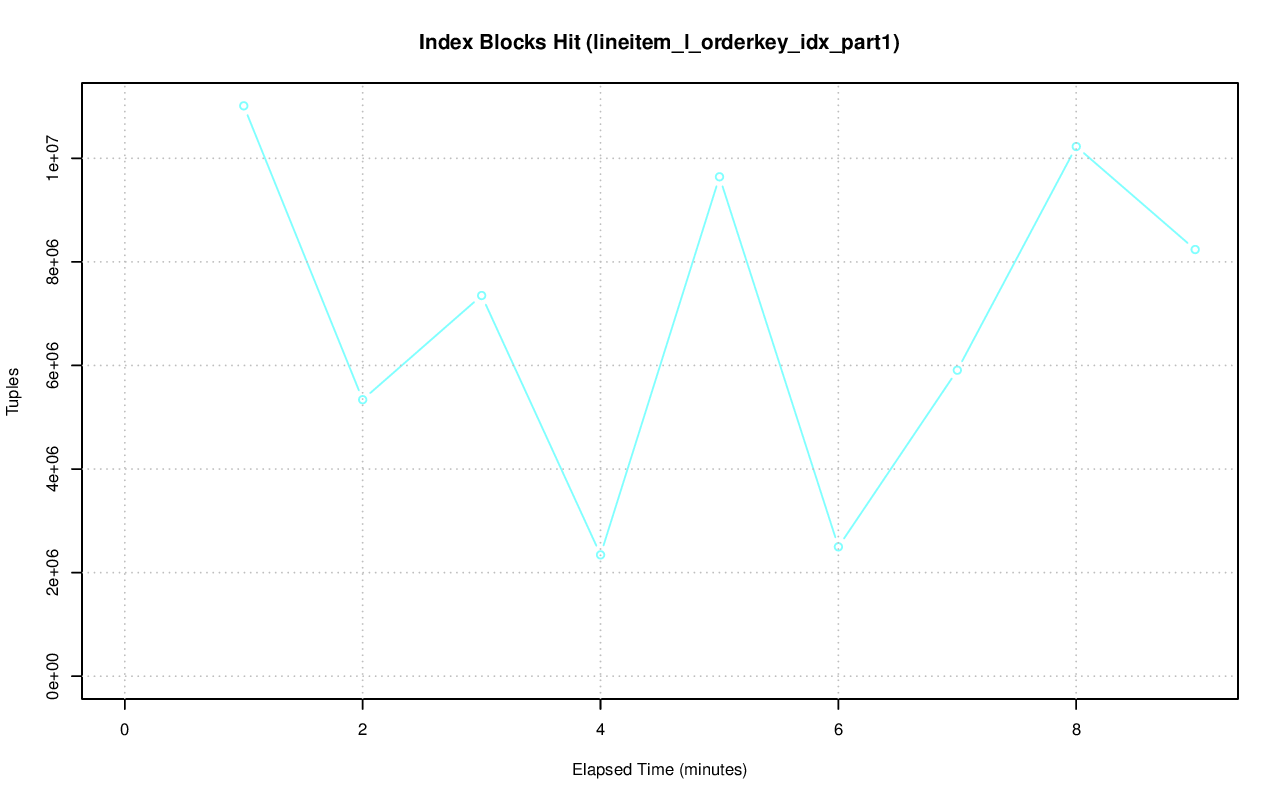 Index Blocks Hit (lineitem_l_orderkey_idx_part1)
Tuples
1e+07
8e+06
6e+06
4e+06
2e+06
0e+00
0 2 4 6 8
Elapsed Time (minutes)